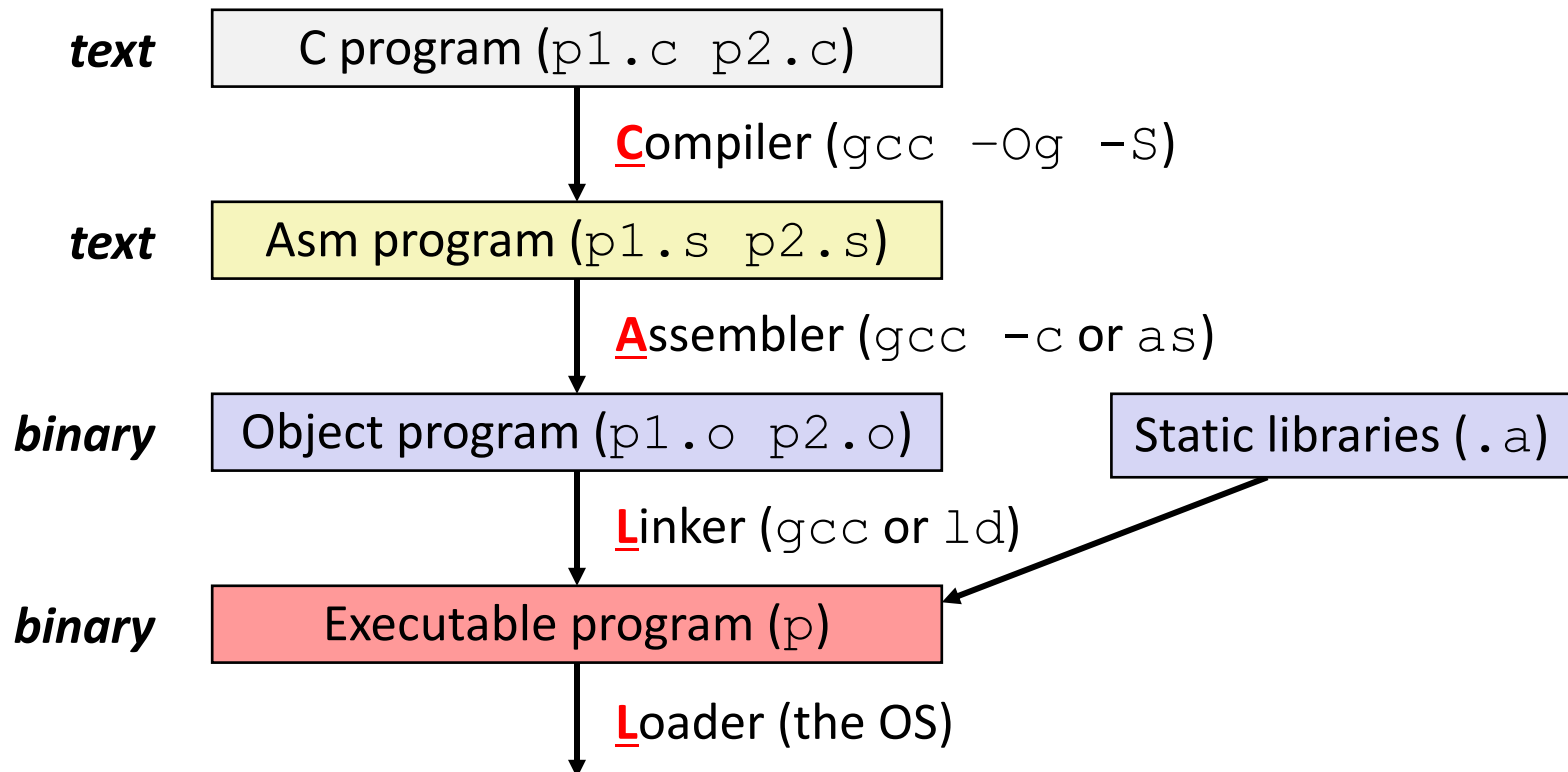 text C program (p1.c p2.c)
Compiler (gcc -Og -S)
text Asm program (p1.s p2.s)
Assembler (gcc -c or as)
binary Object program (p1.o p2.o) Static libraries (.a)
Linker (gcc or ld)
binary Executable program (p)
Loader (the OS)